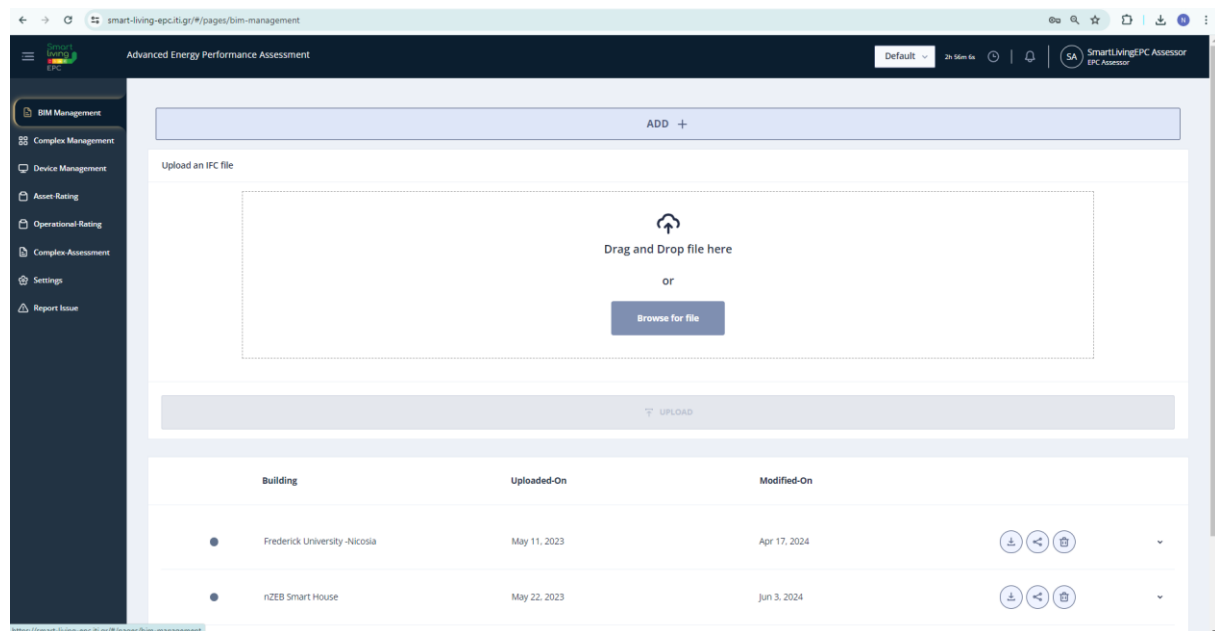 smart-living-epc.iti.gr/#/pages/bim-management
Smart
living
EPC
Advanced Energy Performance Assessment
Default
2h 56m 6s
SA
SmartLivingEPC Assessor
EPC Assessor
N
BIM Management
Complex Management
Device Management
Asset-Rating
Operational-Rating
Complex-Assessment
Settings
Report Issue
ADD +
Upload an IFC file
Drag and Drop file here
or
Browse for file
UPLOAD
Building Uploaded-On Modified-On
Frederick University -Nicosia May 11, 2023 Apr 17, 2024
nZEB Smart House May 22, 2023 Jun 3, 2024